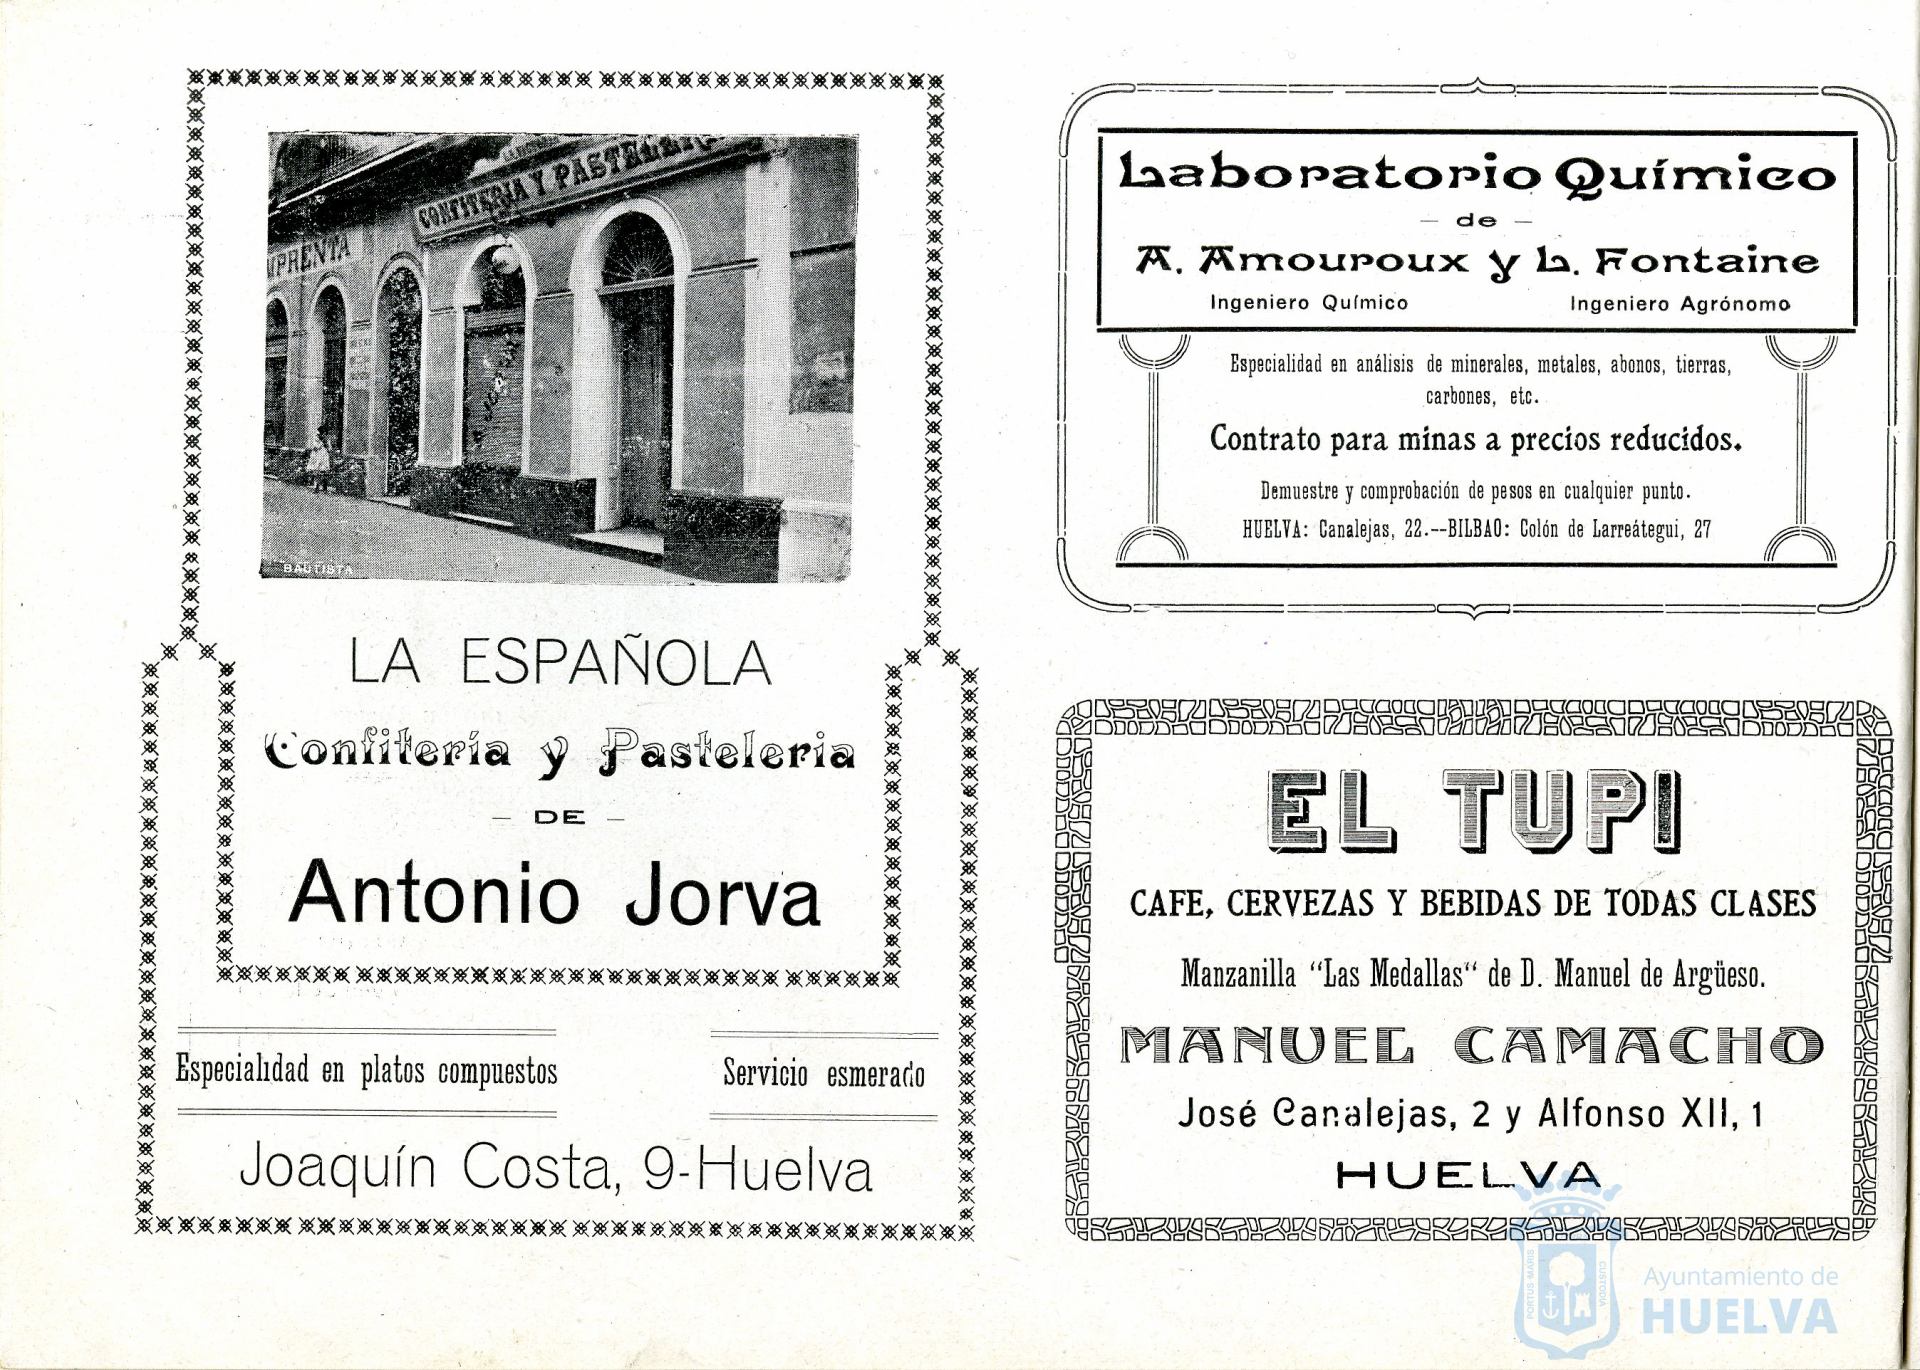 CONFITERIA Y PASTELERIA
IMPRENTA
BAUTISTA
LA ESPAÑOLA
Confitería y Pasteleria
— DE —
Antonio Jorva
Especialidad en platos compuestos
Servicio esmerado
Joaquín Costa, 9-Huelva
Laboratorio Químico
— de —
A. Amouroux y L. Fontaine
Ingeniero Químico
Ingeniero Agrónomo
Especialidad en análisis de minerales, metales, abonos, tierras,
carbones, etc.
Contrato para minas a precios reducidos.
Demuestre y comprobación de pesos en cualquier punto.
HUELVA: Canalejas, 22.--BILBAO: Colón de Larreátegui, 27
EL TUPI
CAFE, CERVEZAS Y BEBIDAS DE TODAS CLASES
Manzanilla "Las Medallas" de D. Manuel de Argüeso.
MANUEL CAMACHO
José Canalejas, 2 y Alfonso XII, 1
HUELVA
PORTUS MARIS
CUSTODIA
Ayuntamiento de
HUELVA